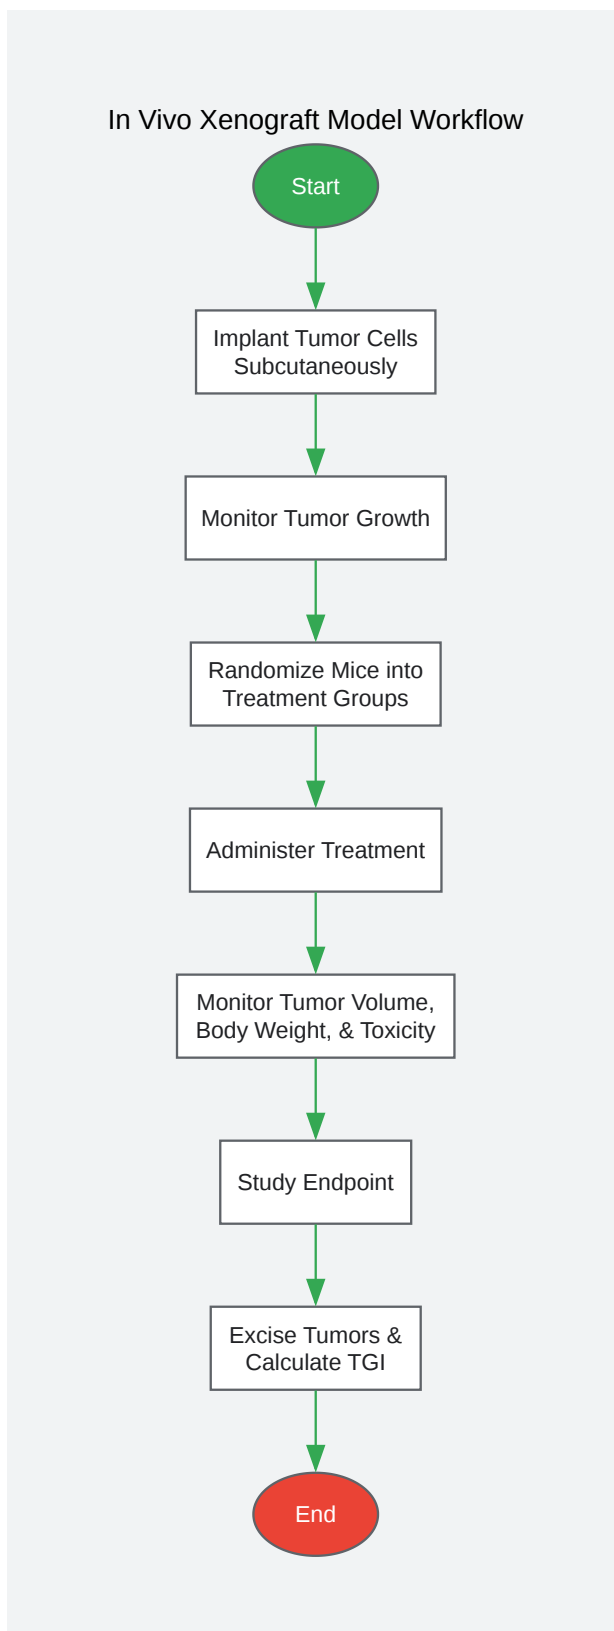 In Vivo Xenograft Model Workflow
Start
Implant Tumor Cells
Subcutaneously
Monitor Tumor Growth
Randomize Mice into
Treatment Groups
Administer Treatment
Monitor Tumor Volume,
Body Weight, & Toxicity
Study Endpoint
Excise Tumors &
Calculate TGI
End